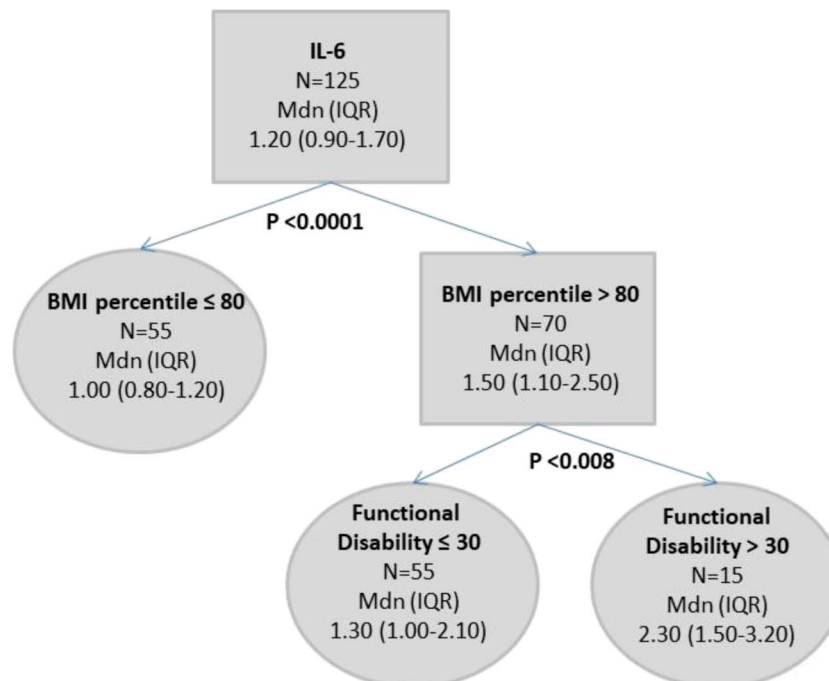 IL-6
N=125
Mdn (IQR)
1.20 (0.90-1.70)
P <0.0001
BMI percentile ≤ 80
N=55
Mdn (IQR)
1.00 (0.80-1.20)
BMI percentile > 80
N=70
Mdn (IQR)
1.50 (1.10-2.50)
P <0.008
Functional
Disability ≤ 30
N=55
Mdn (IQR)
1.30 (1.00-2.10)
Functional
Disability > 30
N=15
Mdn (IQR)
2.30 (1.50-3.20)